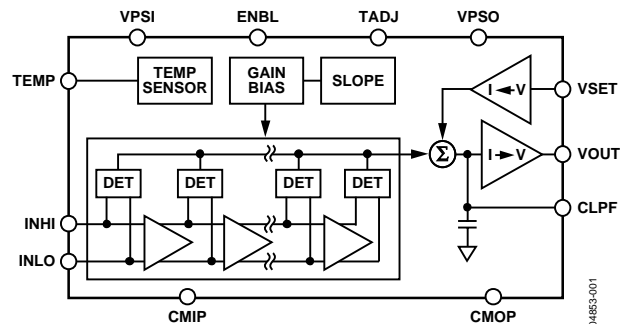 VPSI ENBL TADJ VPSO
TEMP
TEMP
SENSOR
GAIN
BIAS
SLOPE
I V
VSET
Σ
I V
VOUT
DET DET DET DET
CLPF
INHI
INLO
CMIP CMOP
04853-001